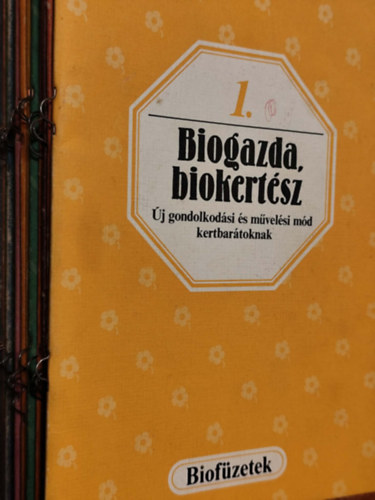 1.
Biogazda,
biokertész
Új gondolkodási és művelési mód
kertbarátoknak
Biofüzetek